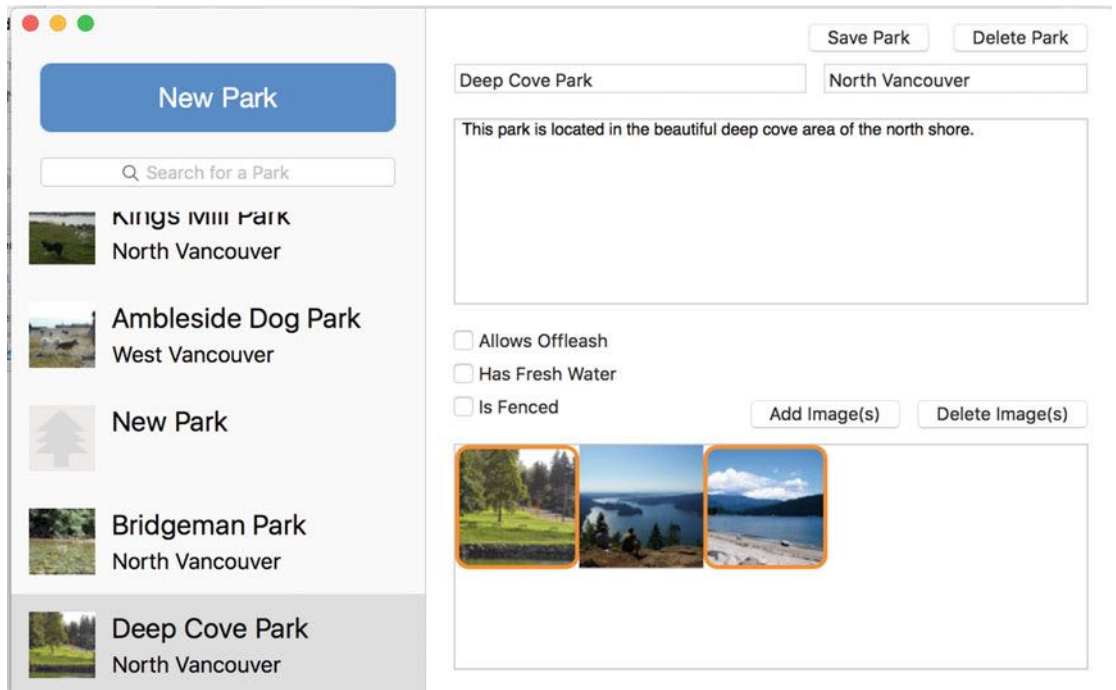 New Park
Search for a Park
Kings Mill Park
North Vancouver
Ambleside Dog Park
West Vancouver
New Park
Bridgeman Park
North Vancouver
Deep Cove Park
North Vancouver
Save Park
Delete Park
Deep Cove Park
North Vancouver
This park is located in the beautiful deep cove area of the north shore.
Allows Offleash
Has Fresh Water
Is Fenced
Add Image(s)
Delete Image(s)